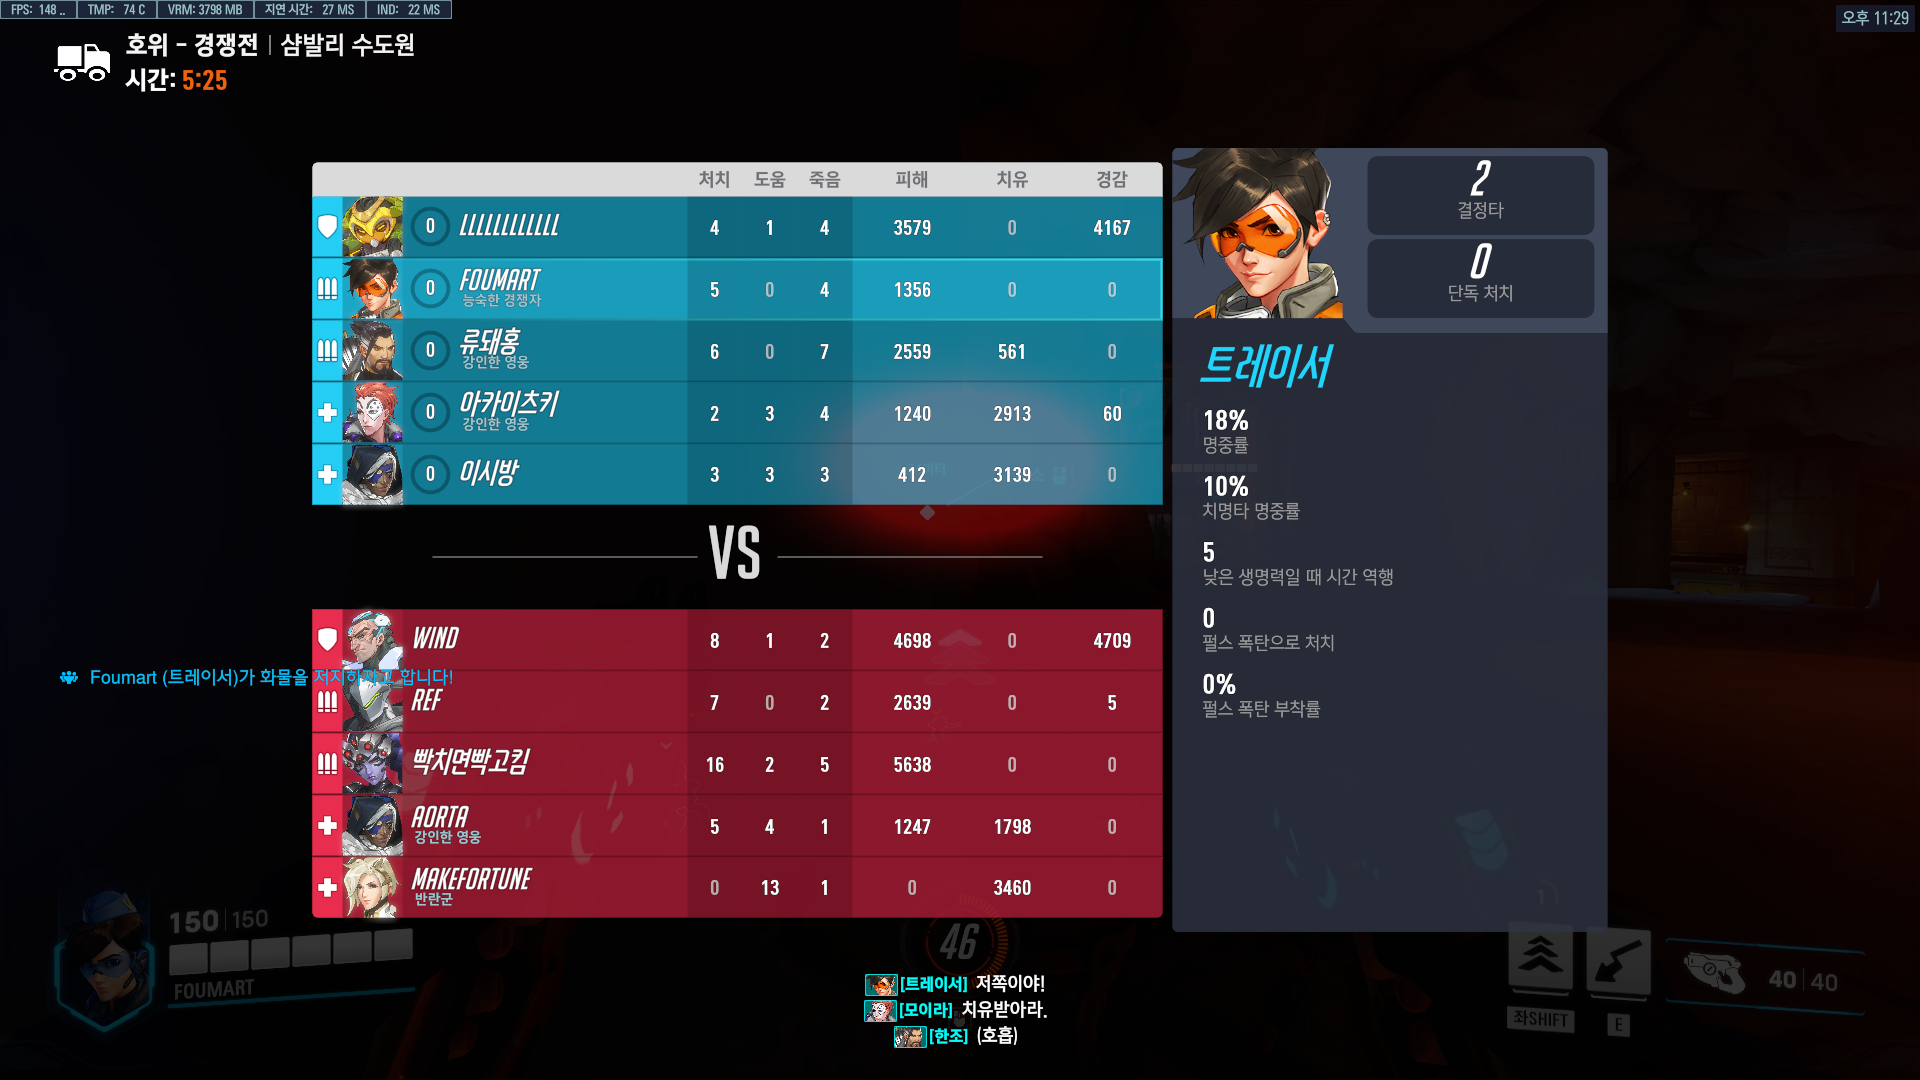 FPS: 148 .. TMP: 74 C VRM: 3798 MB 지연 시간: 27 MS IND: 22 MS
오후 11:29
호위 - 경쟁전 | 샴발리 수도원
시간: 5:25
처치 도움 죽음 피해 치유 경감
0 LLLLLLLLLLLL 4 1 4 3579 0 4167
0 FOUMART 5 0 4 1356 0 0
능숙한 경쟁자
0 류돼홍 6 0 7 2559 561 0
강인한 영웅
0 아카이츠키 2 3 4 1240 2913 60
강인한 영웅
0 이시방 3 3 3 412 3139 0
VS
WIND 8 1 2 4698 0 4709
Foumart (트레이서)가 화물을 저지하자고 합니다!
REF 7 0 2 2639 0 5
빡치면빡고킴 16 2 5 5638 0 0
AORTA 5 4 1 1247 1798 0
강인한 영웅
MAKEFORTUNE 0 13 1 0 3460 0
반란군
2
결정타
0
단독 처치
트레이서
18%
명중률
10%
치명타 명중률
5
낮은 생명력일 때 시간 역행
0
펄스 폭탄으로 처치
0%
펄스 폭탄 부착률
150 | 150
FOUMART
46
[트레이서] 저쪽이야!
[모이라] 치유받아라.
[한조] (호흡)
40 | 40
좌SHIFT E